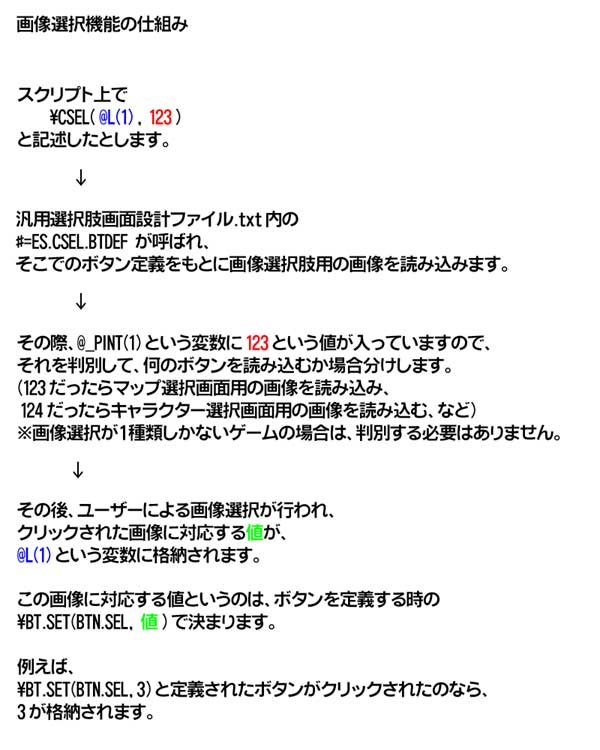 画像選択機能の仕組み
スクリプト上で
¥CSEL( @L(1), 123 )
と記述したとします。
↓
汎用選択肢画面設計ファイル.txt 内の
#=ES.CSEL.BTDEF が呼ばれ、
そこでのボタン定義をもとに画像選択肢用の画像を読み込みます。
↓
その際、@_PINT(1) という変数に 123 という値が入っていますので、
それを判別して、何のボタンを読み込むか場合分けします。
(123 だったらマップ選択画面用の画像を読み込み、
124 だったらキャラクター選択画面用の画像を読み込む、など)
※画像選択が1種類しかないゲームの場合は、判別する必要はありません。
↓
その後、ユーザーによる画像選択が行われ、
クリックされた画像に対応する値が、
@L(1) という変数に格納されます。
この画像に対応する値というのは、ボタンを定義する時の
¥BT.SET(BTN.SEL, 値 ) で決まります。
例えば、
¥BT.SET(BTN.SEL, 3) と定義されたボタンがクリックされたのなら、
3 が格納されます。